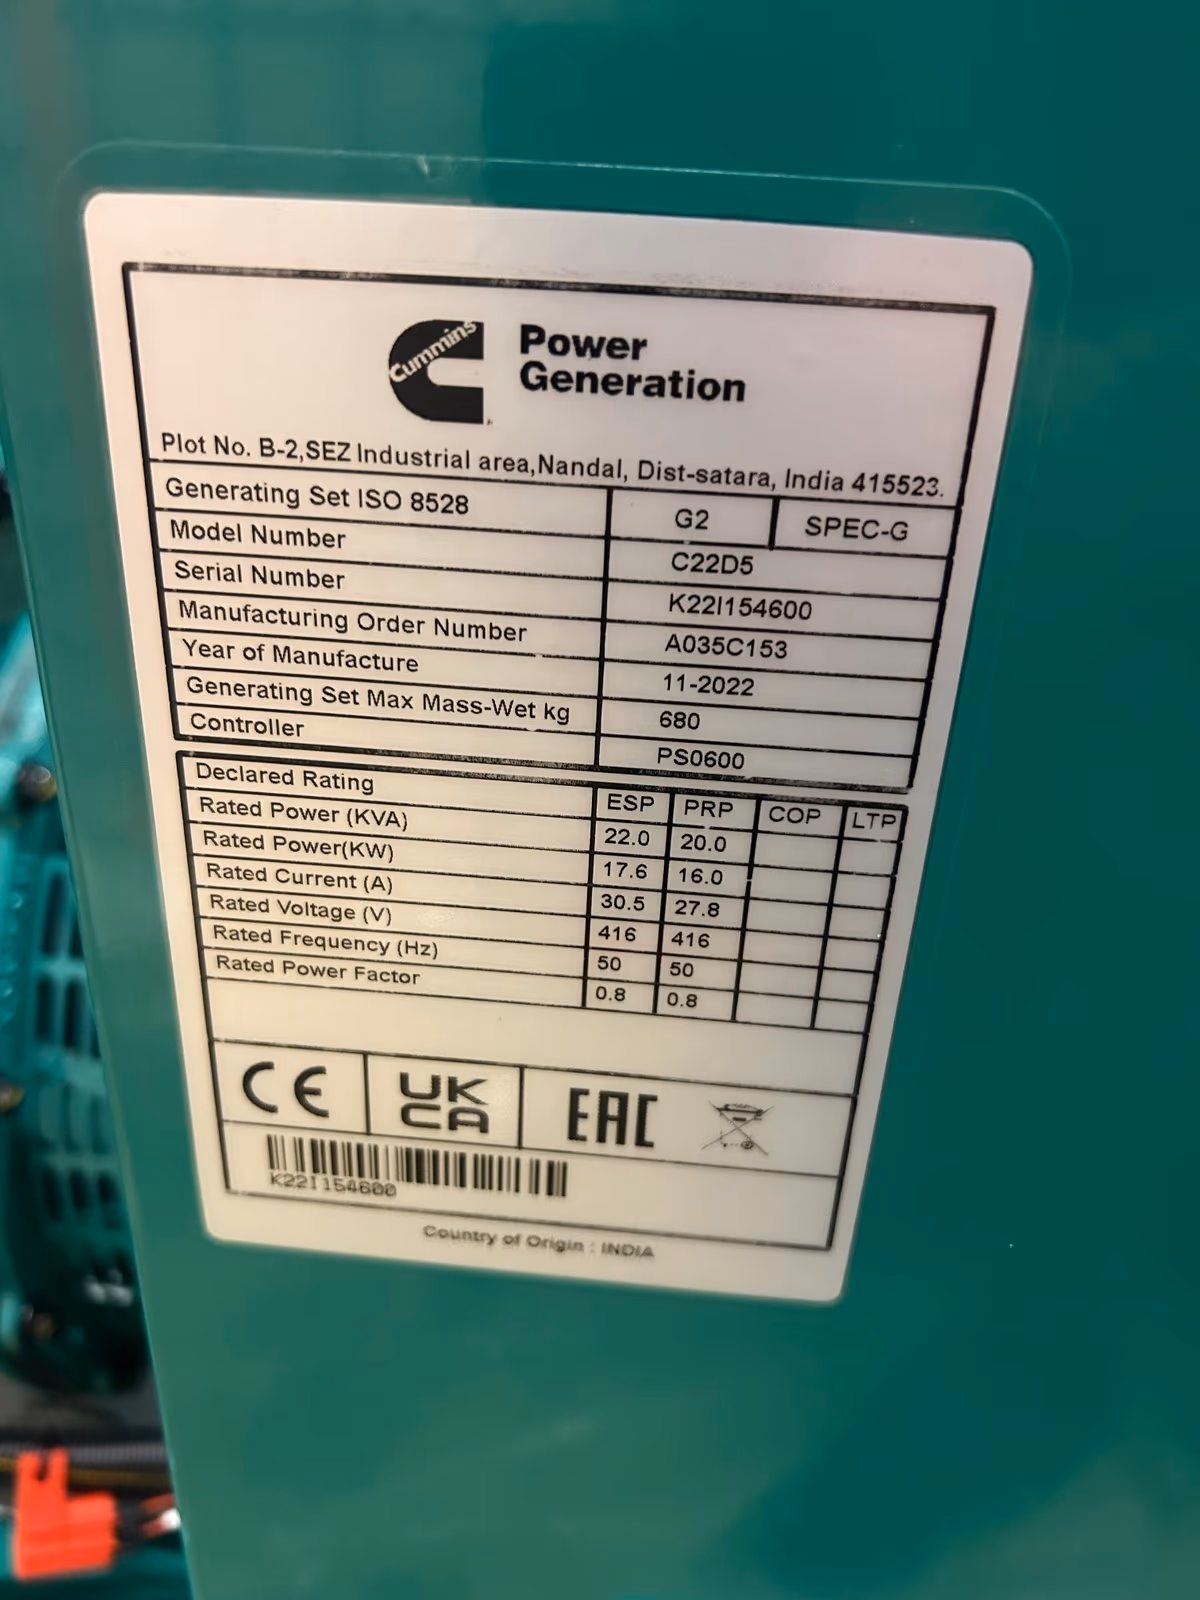 Cummins
Power
Generation
Plot No. B-2,SEZ Industrial area,Nandal, Dist-satara, India 415523.
Generating Set ISO 8528 G2 SPEC-G
Model Number C22D5
Serial Number K22I154600
Manufacturing Order Number A035C153
Year of Manufacture 11-2022
Generating Set Max Mass-Wet kg 680
Controller PS0600
Declared Rating ESP PRP COP LTP
Rated Power (KVA) 22.0 20.0
Rated Power(KW) 17.6 16.0
Rated Current (A) 30.5 27.8
Rated Voltage (V) 416 416
Rated Frequency (Hz) 50 50
Rated Power Factor 0.8 0.8
CE UK CA EAC
K22I154600
Country of Origin : INDIA